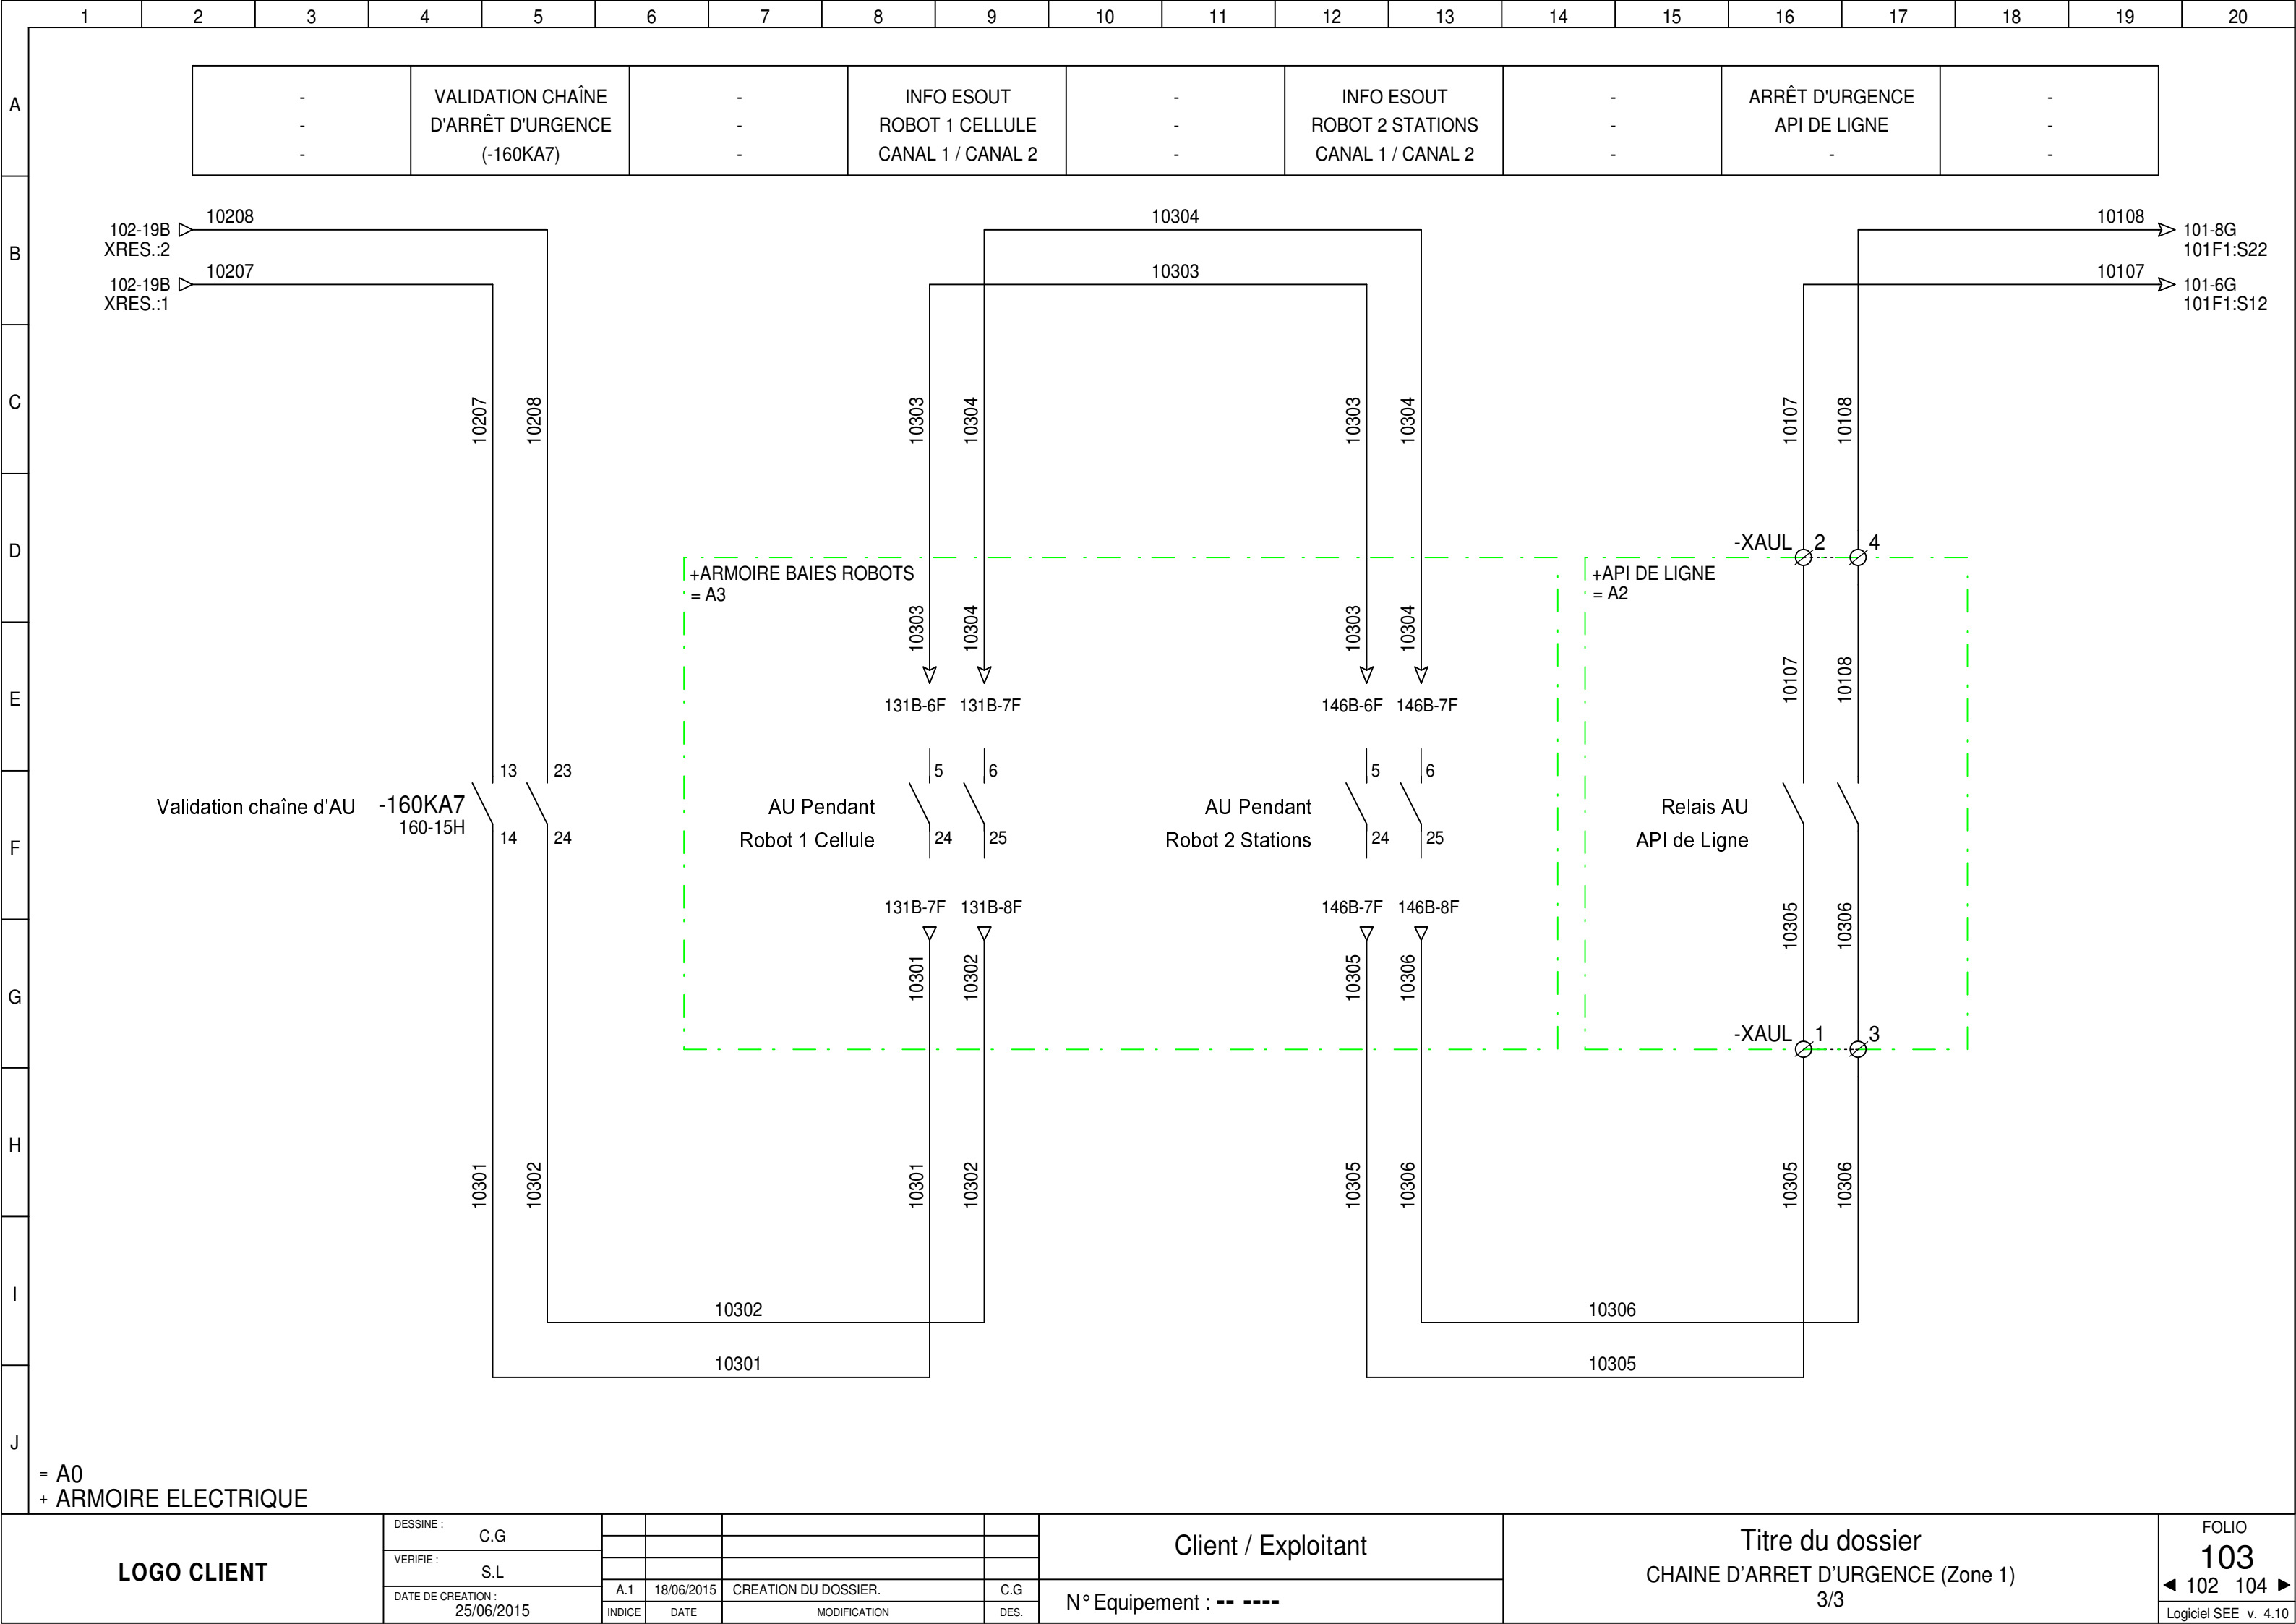 1 2 3 4 5 6 7 8 9 10 11 12 13 14 15 16 17 18 19 20
A
- VALIDATION CHAÎNE - INFO ESOUT - INFO ESOUT - ARRÊT D'URGENCE -
- D'ARRÊT D'URGENCE - ROBOT 1 CELLULE - ROBOT 2 STATIONS - API DE LIGNE -
- (-160KA7) - CANAL 1 / CANAL 2 - CANAL 1 / CANAL 2 - - -
10208 10304 10108
B
102-19B 101-8G
XRES.:2 101F1:S22
10207 10303 10107
102-19B 101-6G
XRES.:1 101F1:S12
C
10207 10208 10303 10304 10303 10304 10107 10108
D
-XAUL 2 4
+ARMOIRE BAIES ROBOTS +API DE LIGNE
= A3 = A2
10303 10304 10303 10304 10107 10108
E
131B-6F 131B-7F 146B-6F 146B-7F
13 23 5 6 5 6
Validation chaîne d'AU -160KA7 AU Pendant AU Pendant Relais AU
160-15H
14 24 Robot 1 Cellule 24 25 Robot 2 Stations 24 25 API de Ligne
F
131B-7F 131B-8F 146B-7F 146B-8F
10305 10306
G
10301 10302 10305 10306
-XAUL 1 3
H
10301 10302 10301 10302 10305 10306 10305 10306
I
10302 10306
10301 10305
J
= A0
+ ARMOIRE ELECTRIQUE
LOGO CLIENT
DESSINE :
C.G
VERIFIE :
S.L
DATE DE CREATION :
25/06/2015
A.1 18/06/2015 CREATION DU DOSSIER. C.G
INDICE DATE MODIFICATION DES.
Client / Exploitant
N° Equipement : -- ----
Titre du dossier
CHAINE D'ARRET D'URGENCE (Zone 1)
3/3
FOLIO
103
102 104
Logiciel SEE v. 4.10